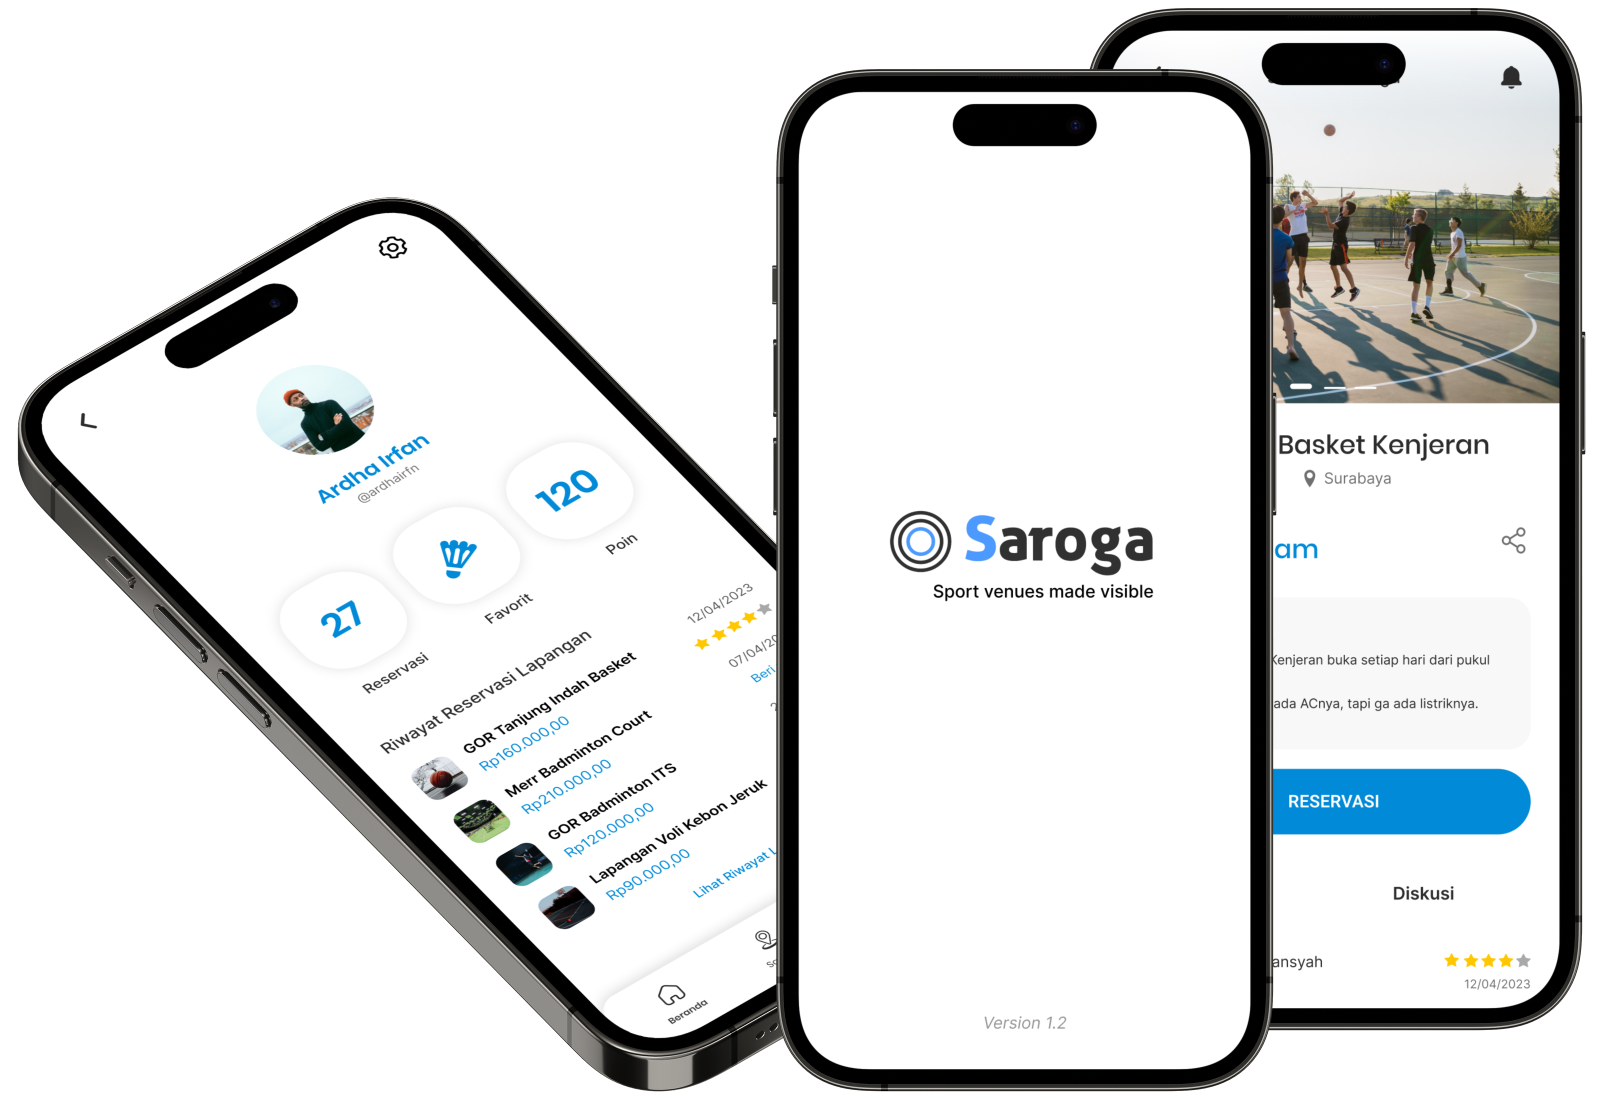 Ardha Irfan
@ardhairfn
27
Reservasi
Favorit
120
Poin
Riwayat Reservasi Lapangan
GOR Tanjung Indah Basket
Rp160.000,00
12/04/2023
Merr Badminton Court
Rp210.000,00
07/04/20
Beri
GOR Badminton ITS
Rp120.000,00
2
Lapangan Voli Kebon Jeruk
Rp90.000,00
Lihat Riwayat L
Beranda
Saroga
Sport venues made visible
Version 1.2
Basket Kenjeran
Surabaya
am
Kenjeran buka setiap hari dari pukul
ada ACnya, tapi ga ada listriknya.
RESERVASI
Diskusi
ansyah
12/04/2023